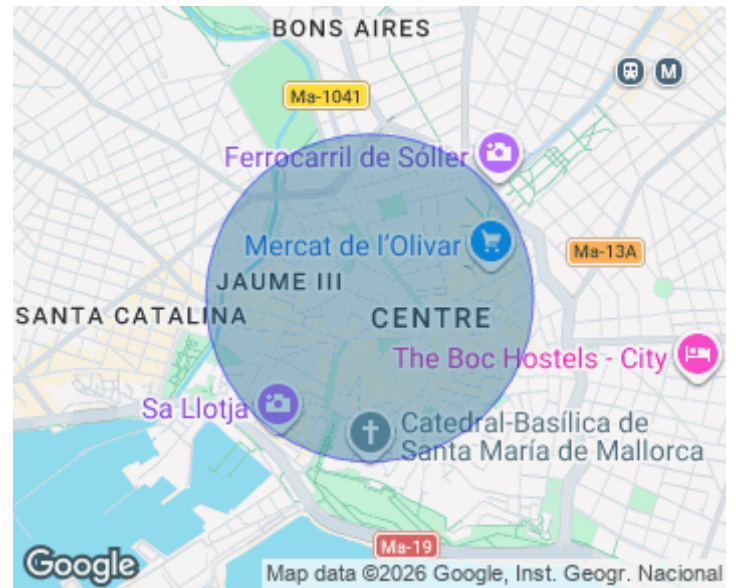 BONS AIRES
M
Ma-1041
Ferrocarril de Sóller
Mercat de l'Olivar
Ma-13A
JAUME III
SANTA CATALINA
CENTRE
The Boc Hostels - City
Sa Llotja
Catedral-Basílica de
Santa María de Mallorca
Ma-19
Google
Map data ©2026 Google, Inst. Geogr. Nacional